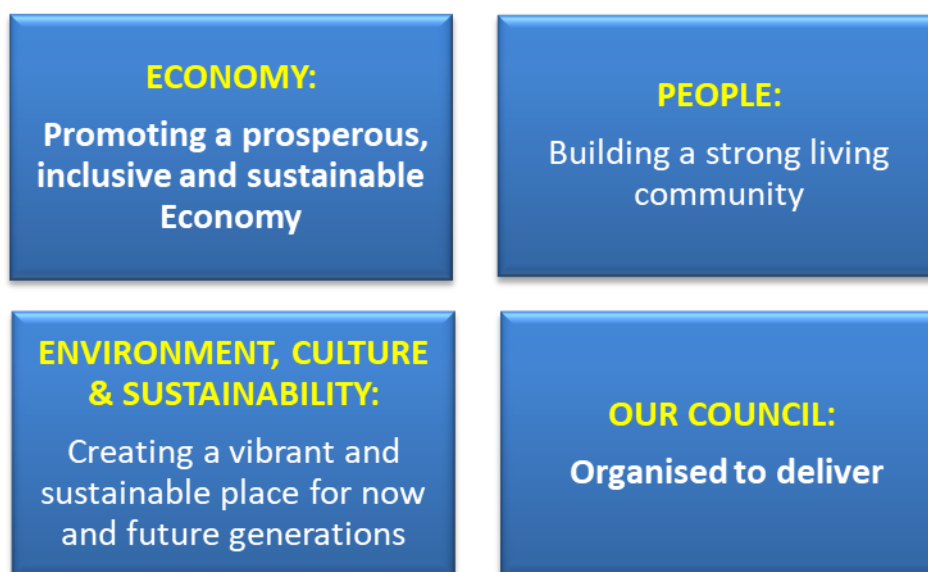 ECONOMY:
Promoting a prosperous,
inclusive and sustainable
Economy
PEOPLE:
Building a strong living
community
ENVIRONMENT, CULTURE
& SUSTAINABILITY:
Creating a vibrant and
sustainable place for now
and future generations
OUR COUNCIL:
Organised to deliver